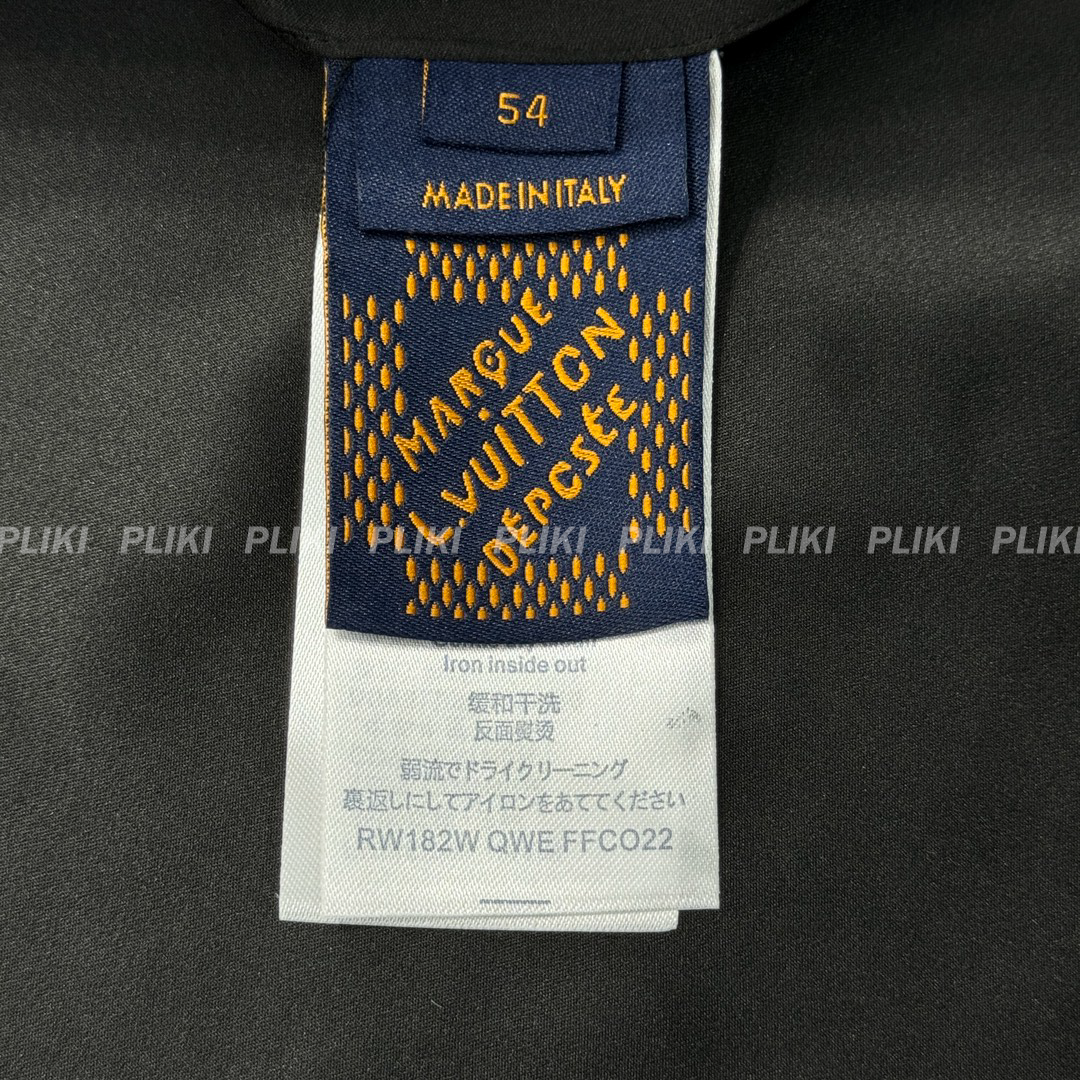 54
MADE IN ITALY
MARQUE
L.VUITTON
DÉPOSÉE
PLIKI PLIKI PLIKI PLIKI PLIKI PLIKI PLIKI PLIKI PLIKI
Iron inside out
缓和干洗
反面熨烫
弱流でドライクリーニング
裏返しにしてアイロンをあててください
RW182W QWE FFCO22